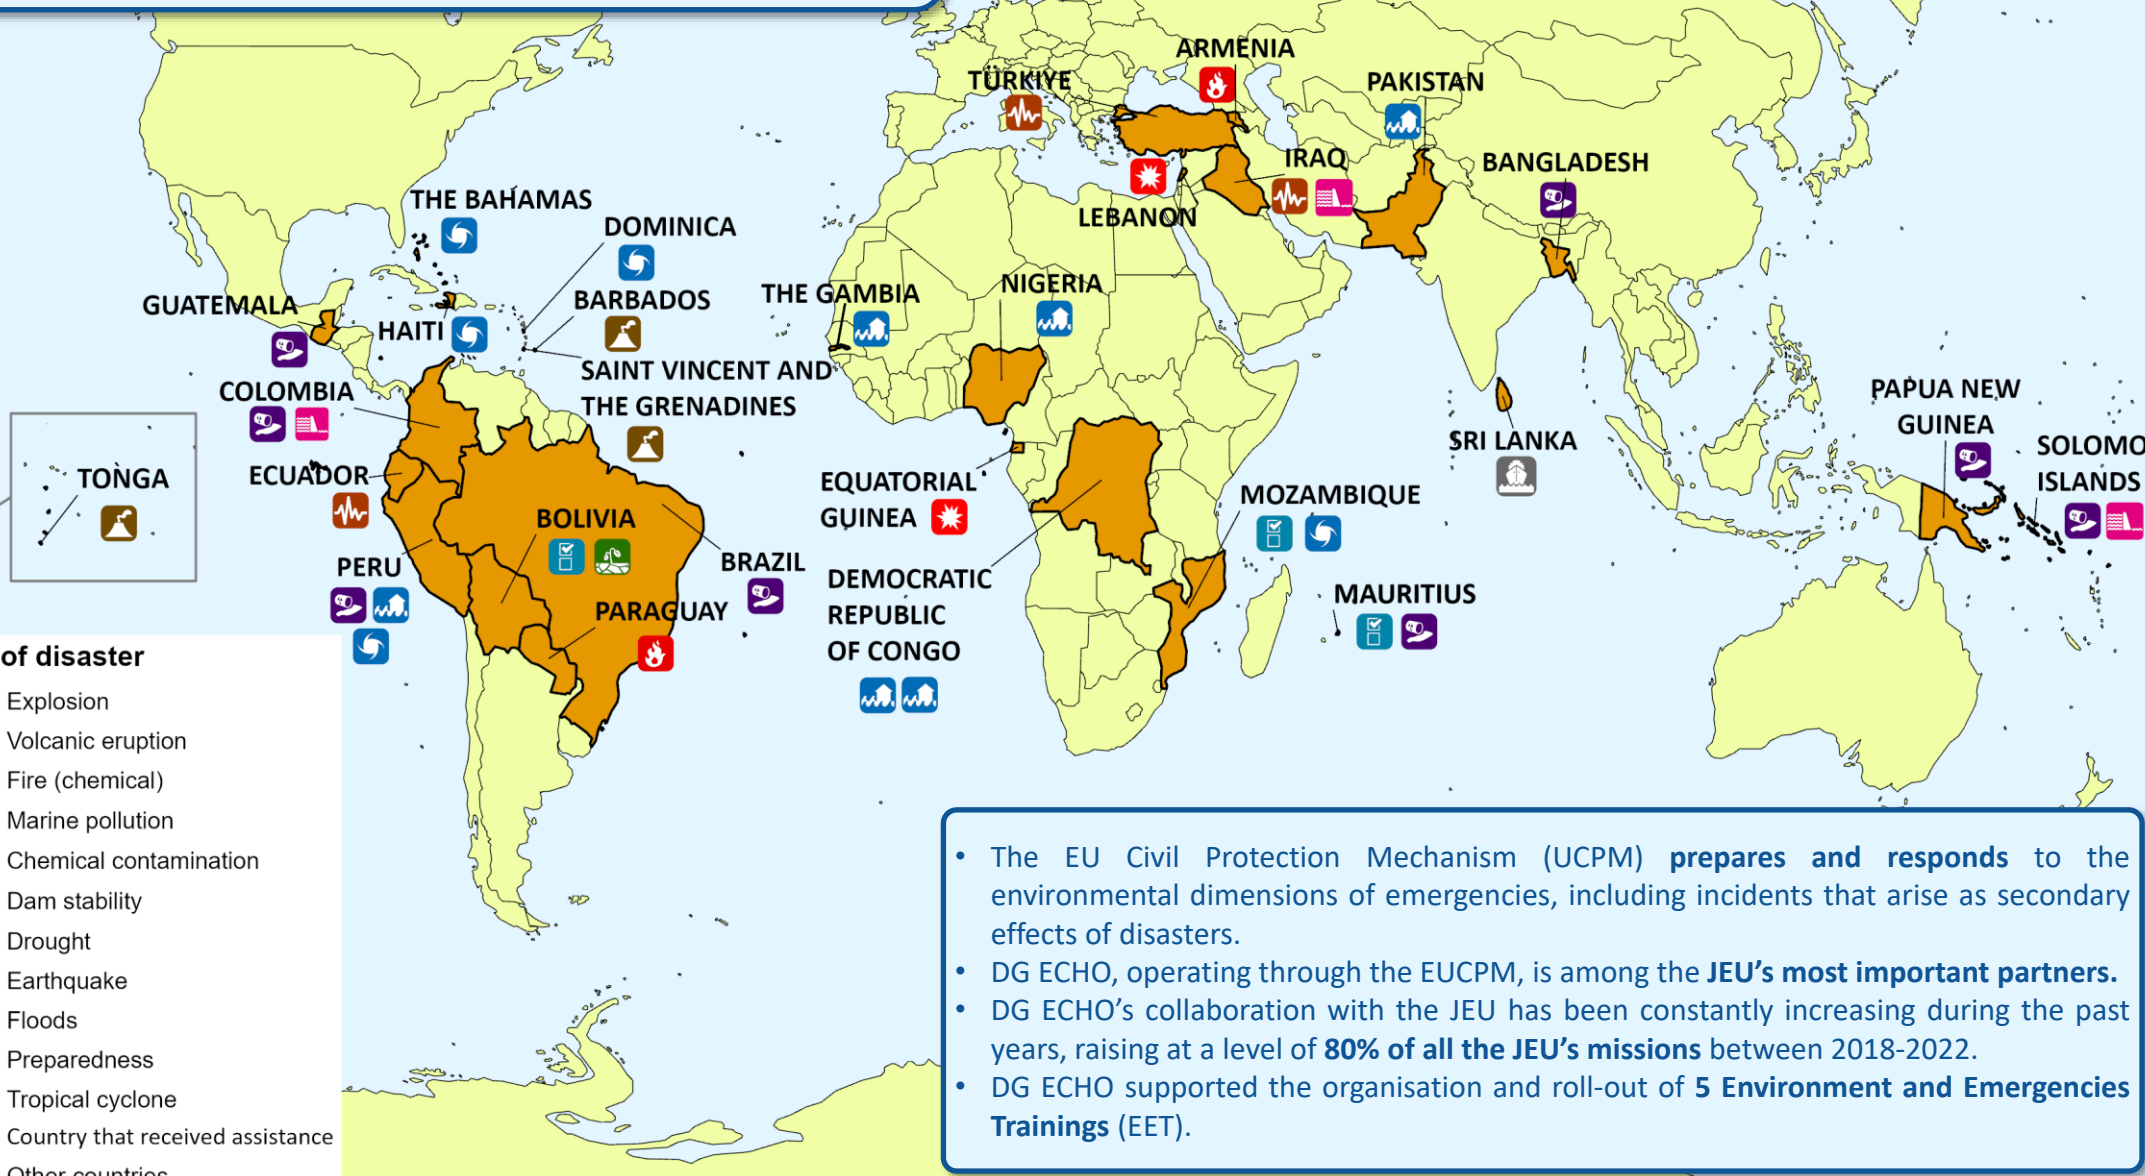 ARMENIA
TÜRKIYE
PAKISTAN
IRAQ
BANGLADESH
THE BAHAMAS
LEBANON
DOMINICA
NIGERIA
THE GAMBIA
BARBADOS
GUATEMALA
HAITI
SAINT VINCENT AND
THE GRENADINES
COLOMBIA
PAPUA NEW
GUINEA
SRI LANKA
SOLOMO
ISLANDS
TONGA
ECUADOR
EQUATORIAL
GUINEA
MOZAMBIQUE
BOLIVIA
BRAZIL
PERU
DEMOCRATIC
REPUBLIC
OF CONGO
MAURITIUS
PARAGUAY
of disaster
Explosion
Volcanic eruption
Fire (chemical)
Marine pollution
Chemical contamination
Dam stability
Drought
Earthquake
Floods
Preparedness
Tropical cyclone
Country that received assistance
Other countries
• The EU Civil Protection Mechanism (UCPM) prepares and responds to the
environmental dimensions of emergencies, including incidents that arise as secondary
effects of disasters.
• DG ECHO, operating through the EUCPM, is among the JEU’s most important partners.
• DG ECHO’s collaboration with the JEU has been constantly increasing during the past
years, raising at a level of 80% of all the JEU’s missions between 2018-2022.
• DG ECHO supported the organisation and roll-out of 5 Environment and Emergencies
Trainings (EET).